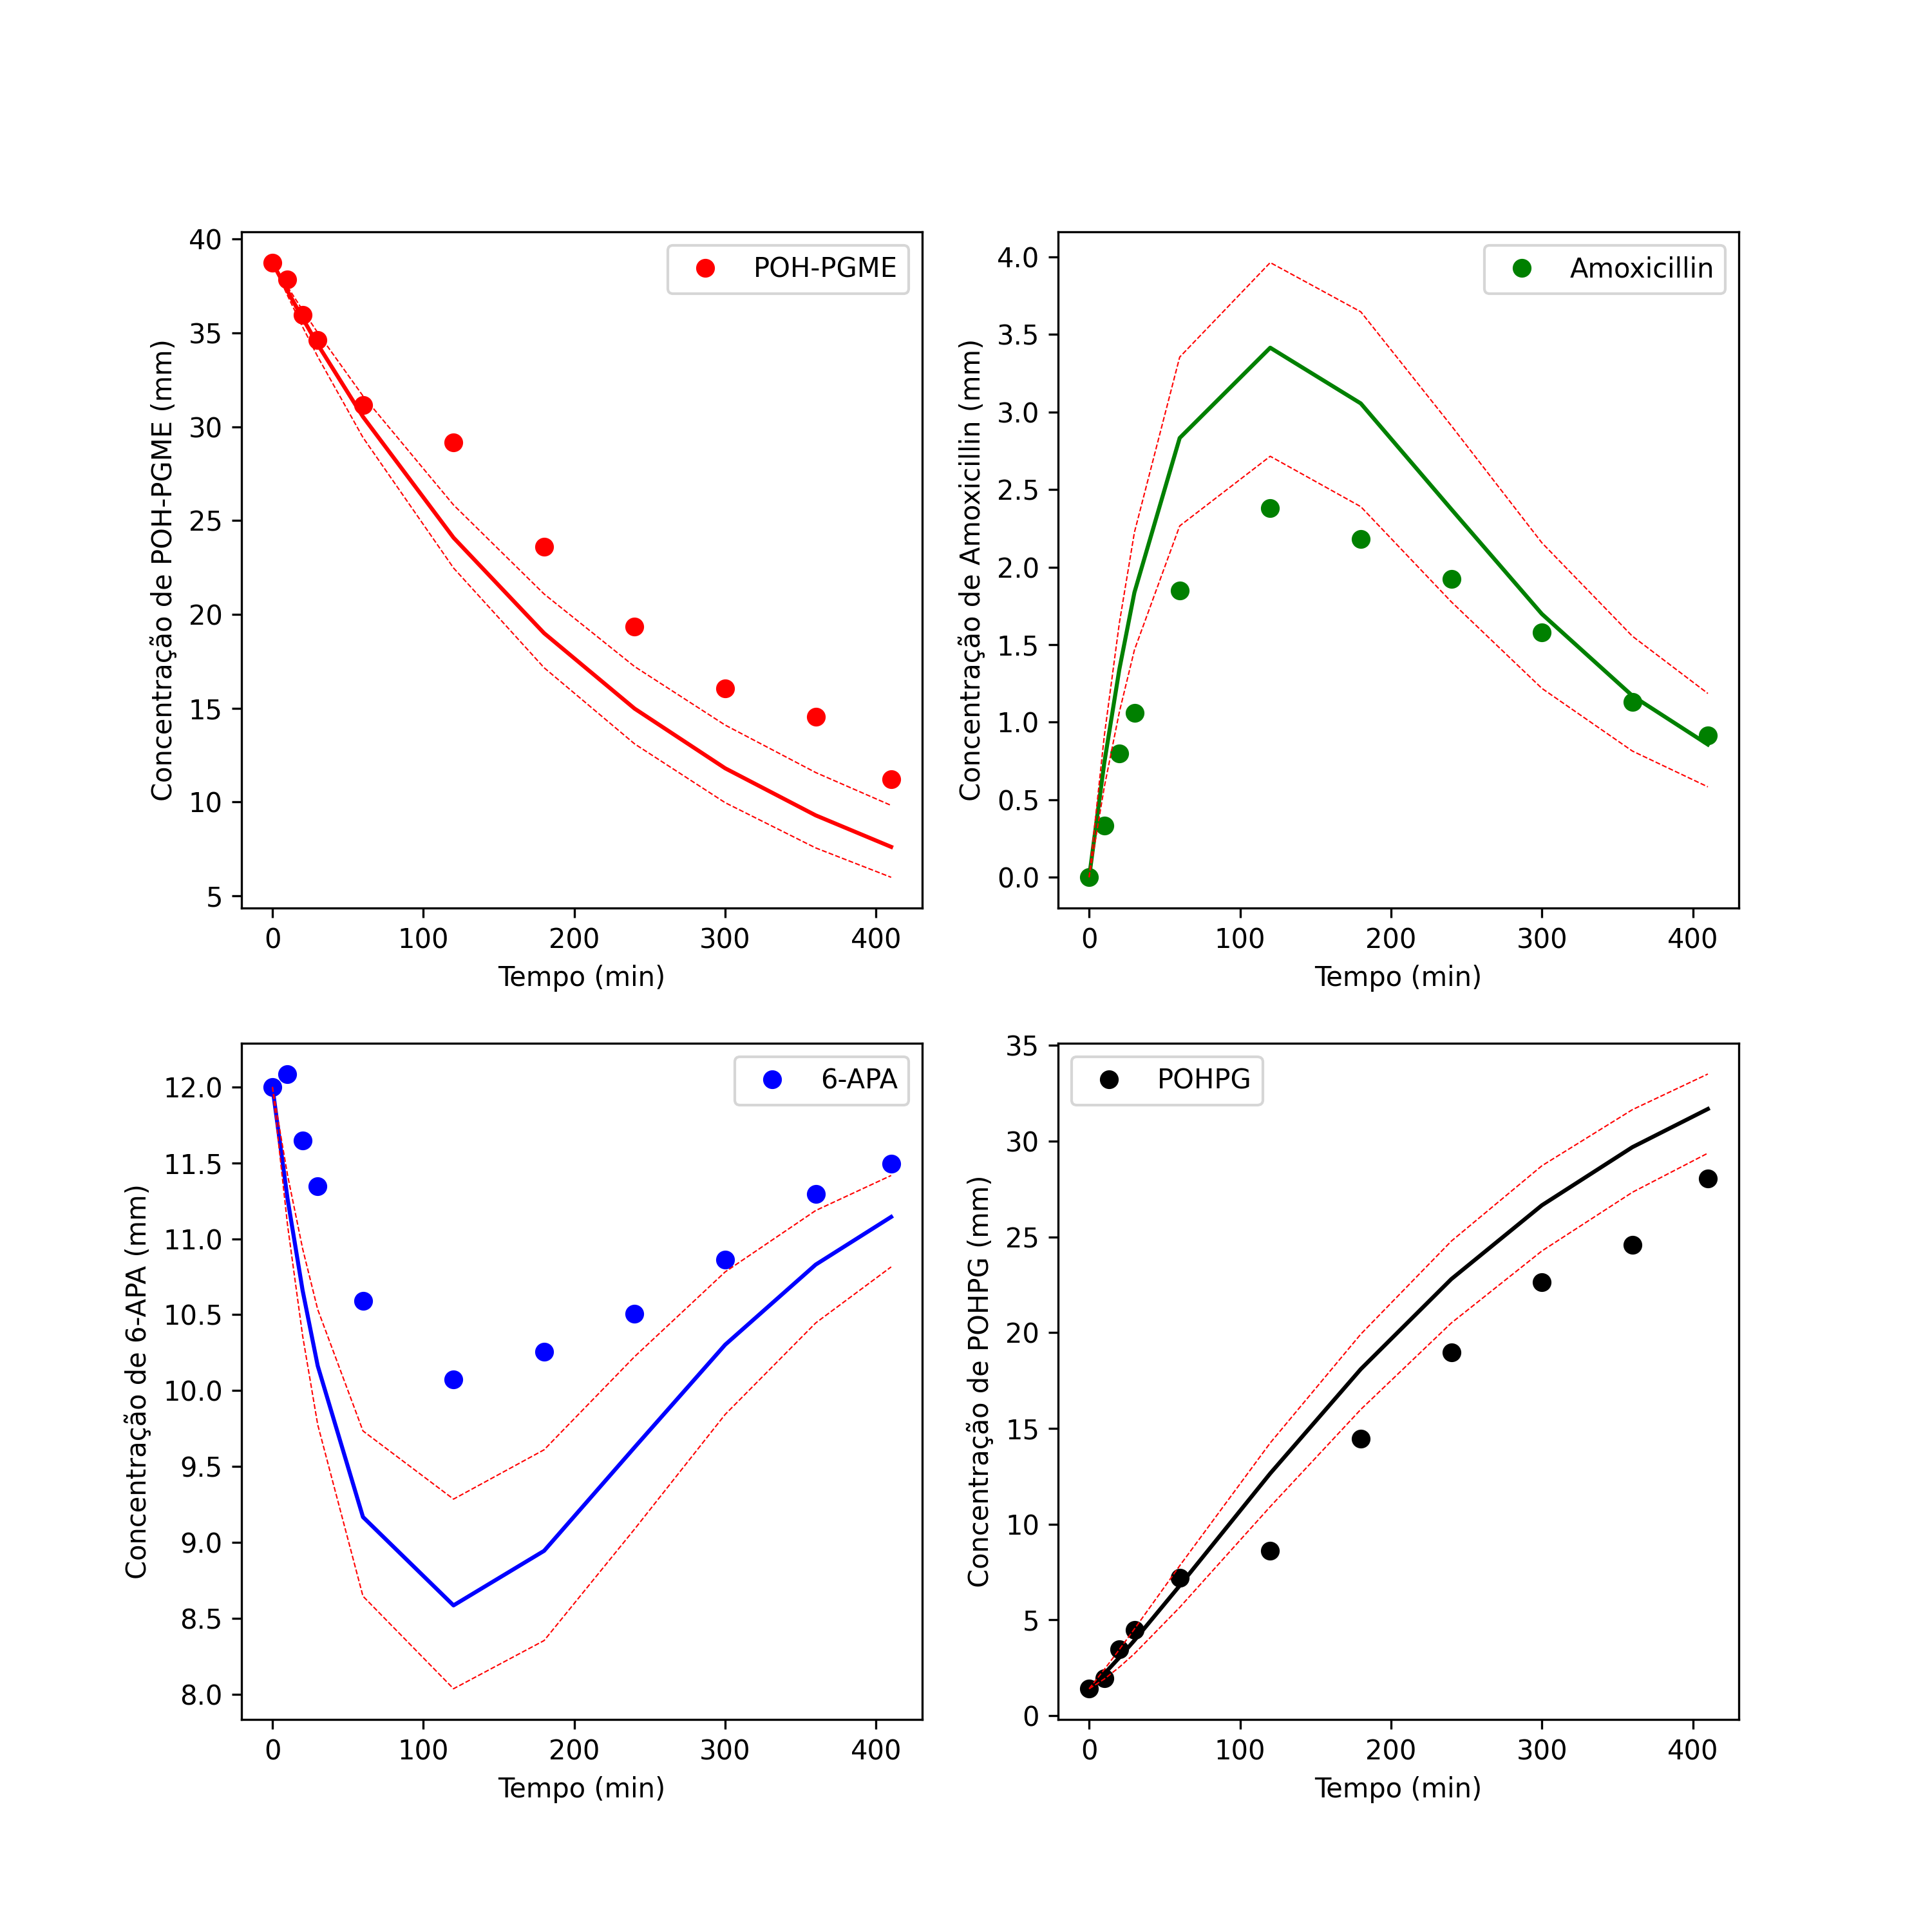 POH-PGME
Concentração de POH-PGME (mm)
40
35
30
25
20
15
10
5
0 100 200 300 400
Tempo (min)
Amoxicillin
Concentração de Amoxicillin (mm)
4.0
3.5
3.0
2.5
2.0
1.5
1.0
0.5
0.0
0 100 200 300 400
Tempo (min)
6-APA
Concentração de 6-APA (mm)
12.0
11.5
11.0
10.5
10.0
9.5
9.0
8.5
8.0
0 100 200 300 400
Tempo (min)
POHPG
Concentração de POHPG (mm)
35
30
25
20
15
10
5
0
0 100 200 300 400
Tempo (min)